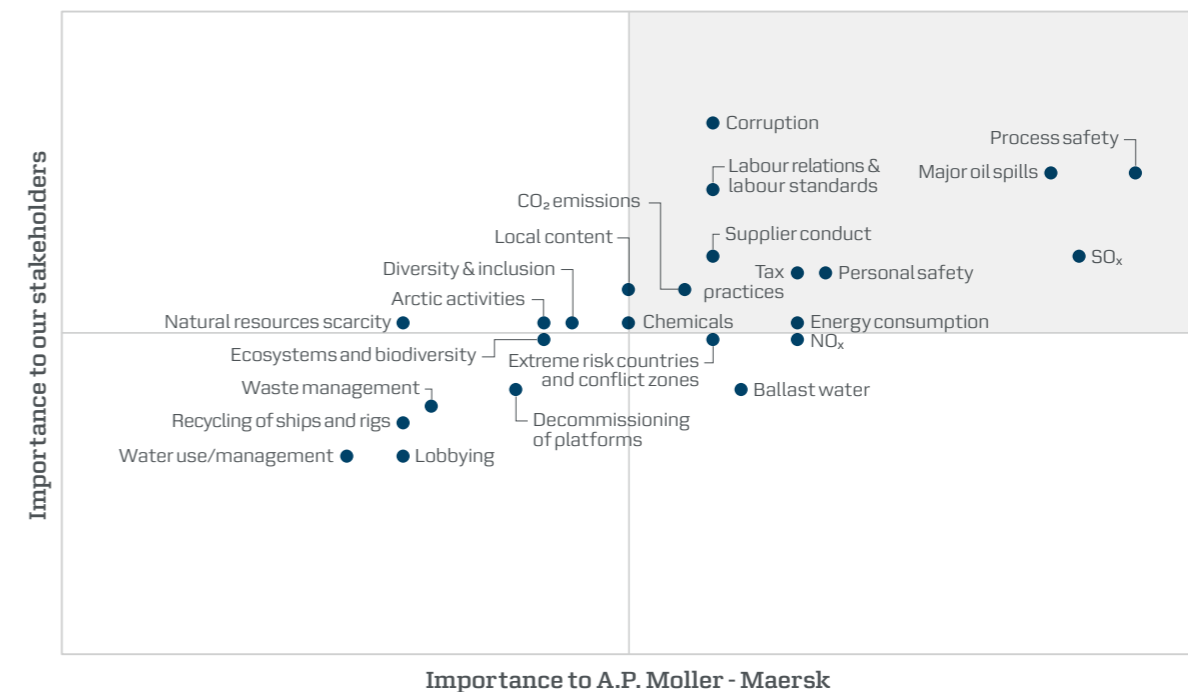 Corruption
Process safety
Labour relations &
labour standards
Major oil spills
CO₂ emissions
Local content
Supplier conduct
SOₓ
Diversity & inclusion
Tax
practices
Personal safety
Arctic activities
Natural resources scarcity
Chemicals
Energy consumption
NOₓ
Ecosystems and biodiversity
Extreme risk countries
and conflict zones
Waste management
Ballast water
Recycling of ships and rigs
Decommissioning
of platforms
Water use/management
Lobbying
Importance to our stakeholders
Importance to A.P. Moller - Maersk